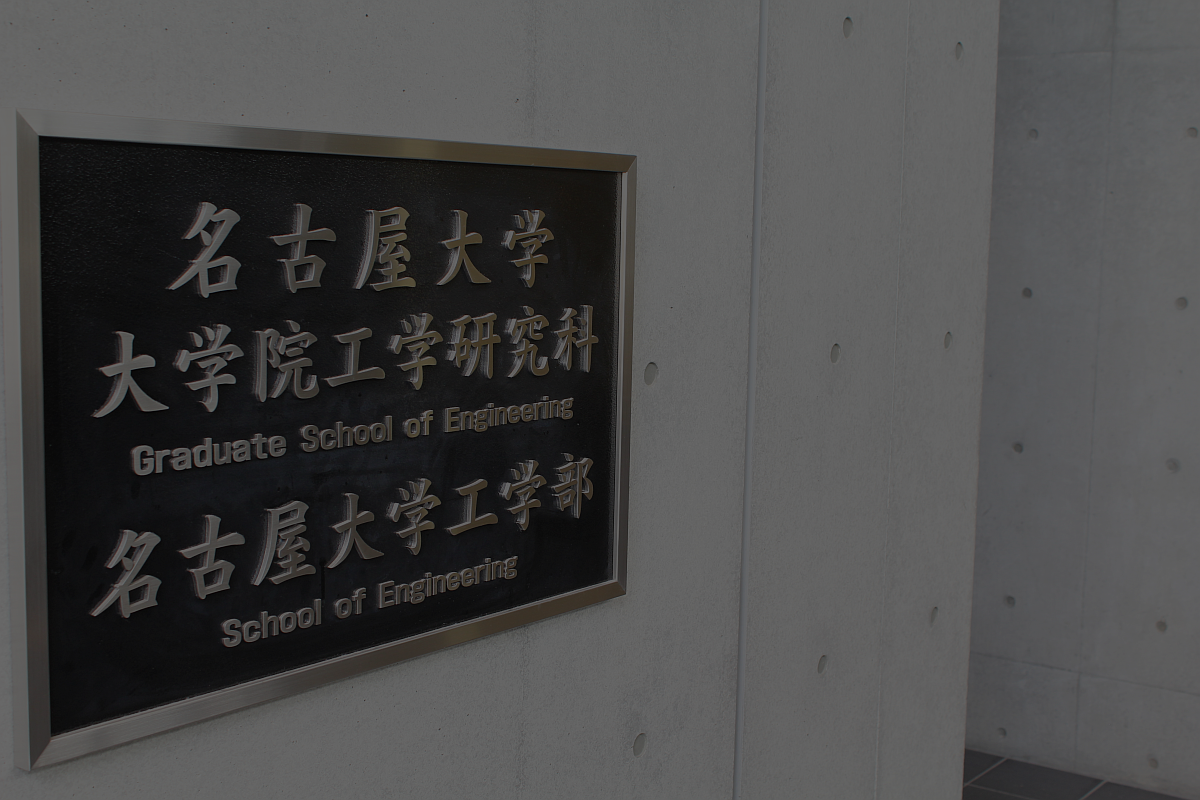 名古屋大学
大学院工学研究科
Graduate School of Engineering
名古屋大学工学部
School of Engineering